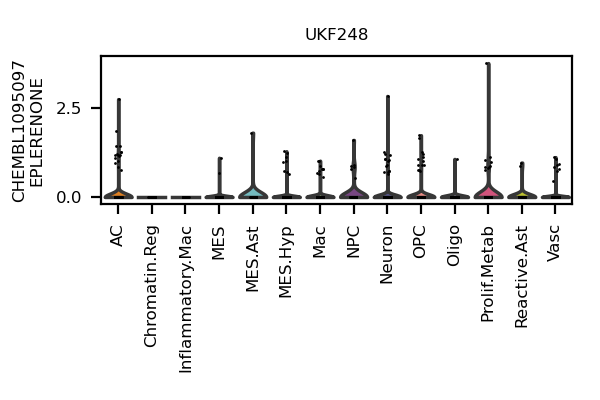 UKF248
CHEMBL1095097
EPLERENONE
2.5
0.0
AC
Chromatin.Reg
Inflammatory.Mac
MES
MES.Ast
MES.Hyp
Mac
NPC
Neuron
OPC
Oligo
Prolif.Metab
Reactive.Ast
Vasc